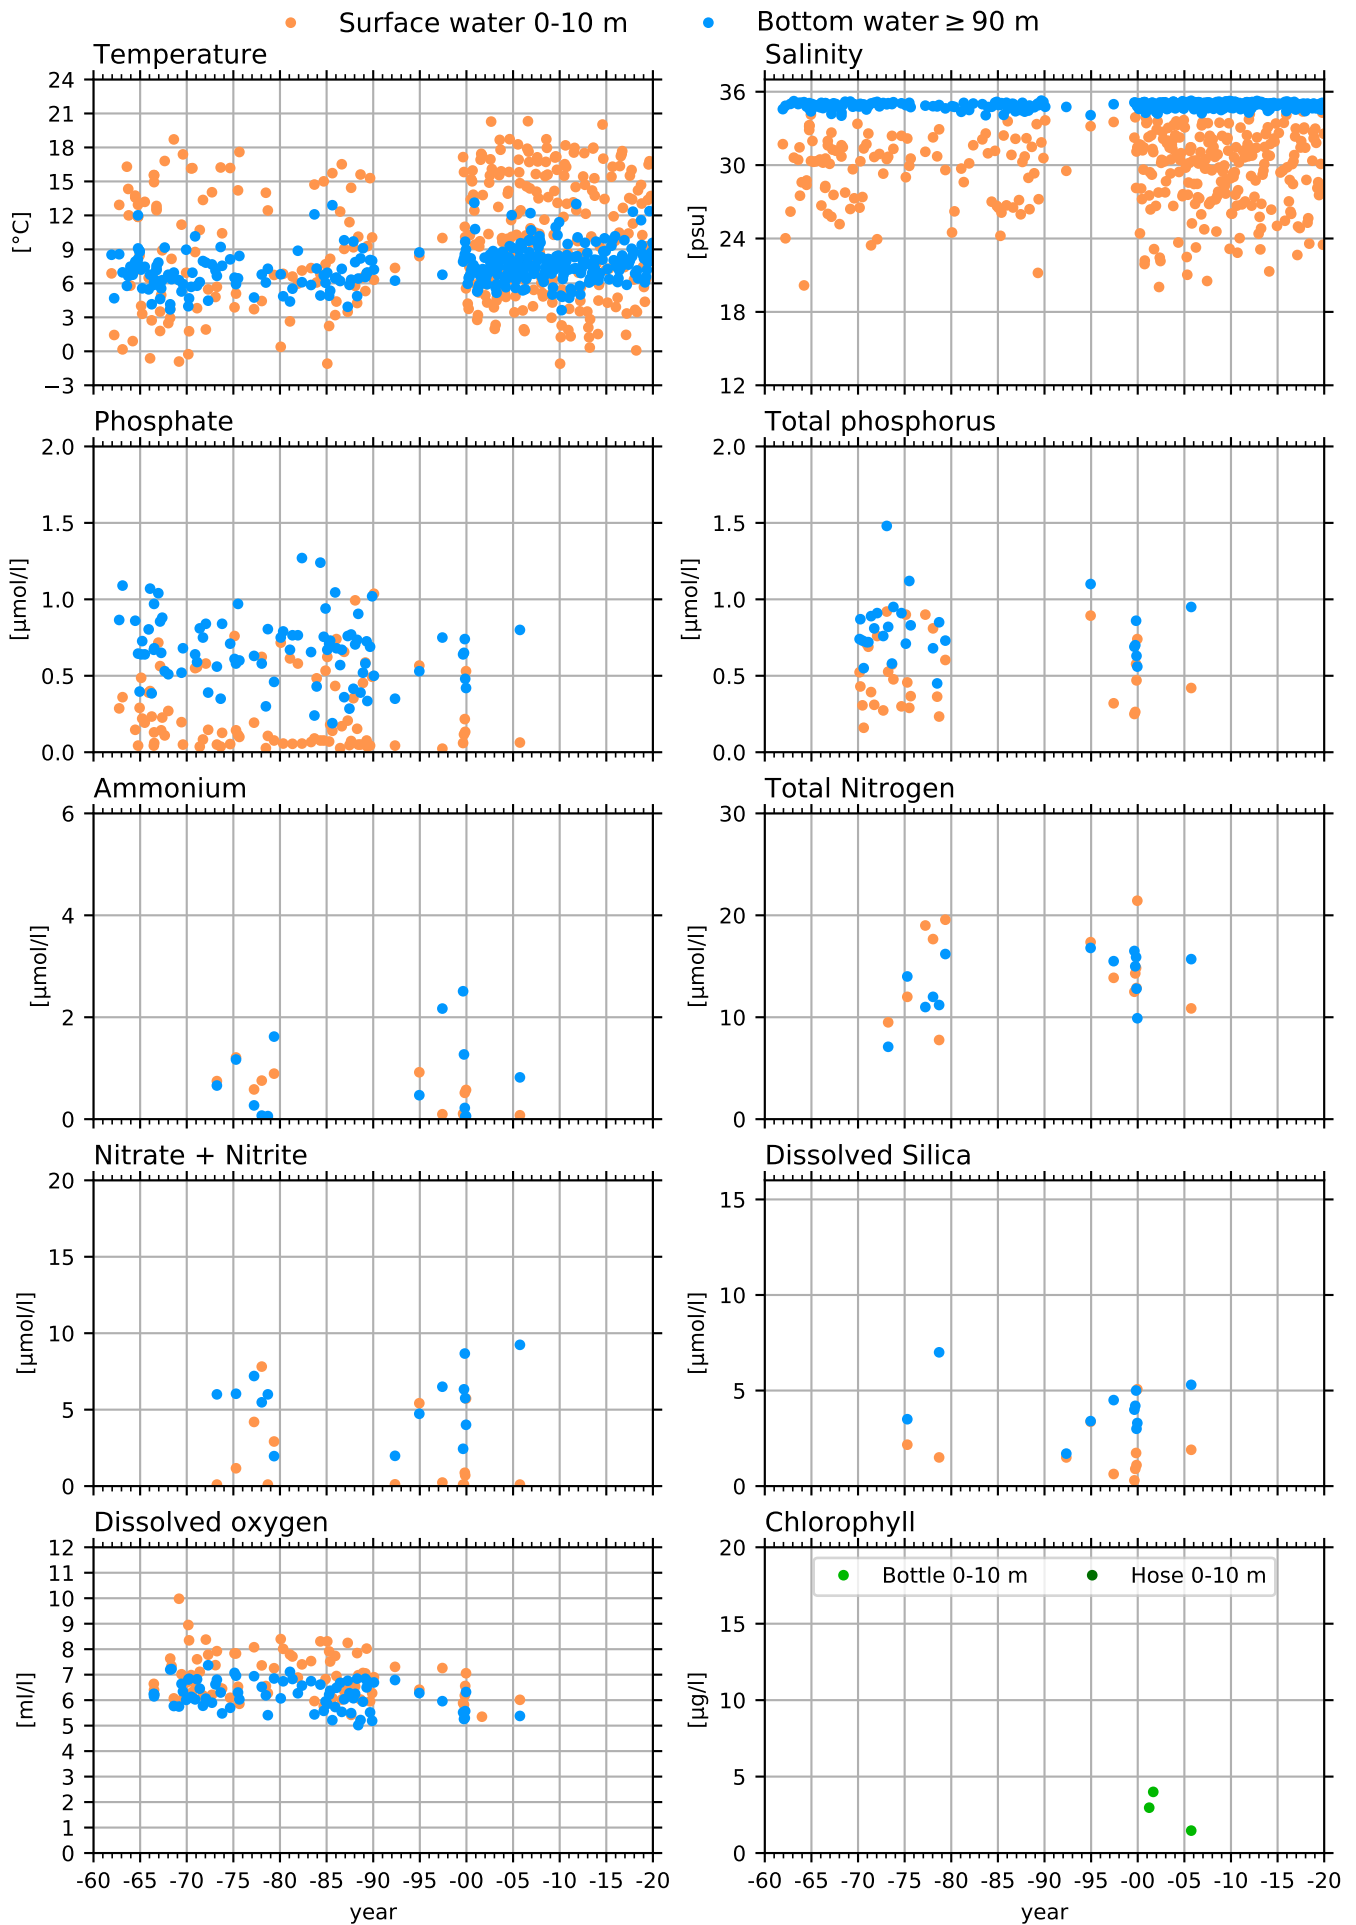 Surface water 0-10 m Bottom water ≥ 90 m
Temperature Salinity
24
21
18
15
12
9
6
3
0
−3
[°C]
36
30
24
18
12
[psu]
Phosphate Total phosphorus
2.0
1.5
1.0
0.5
0.0
[µmol/l]
2.0
1.5
1.0
0.5
0.0
[µmol/l]
Ammonium Total Nitrogen
6
4
2
0
[µmol/l]
30
20
10
0
[µmol/l]
Nitrate + Nitrite Dissolved Silica
20
15
10
5
0
[µmol/l]
15
10
5
0
[µmol/l]
Dissolved oxygen Chlorophyll
12
11
10
9
8
7
6
5
4
3
2
1
0
[ml/l]
-60 -65 -70 -75 -80 -85 -90 -95 -00 -05 -10 -15 -20
year
Bottle 0-10 m Hose 0-10 m
20
15
10
5
0
[µg/l]
-60 -65 -70 -75 -80 -85 -90 -95 -00 -05 -10 -15 -20
year